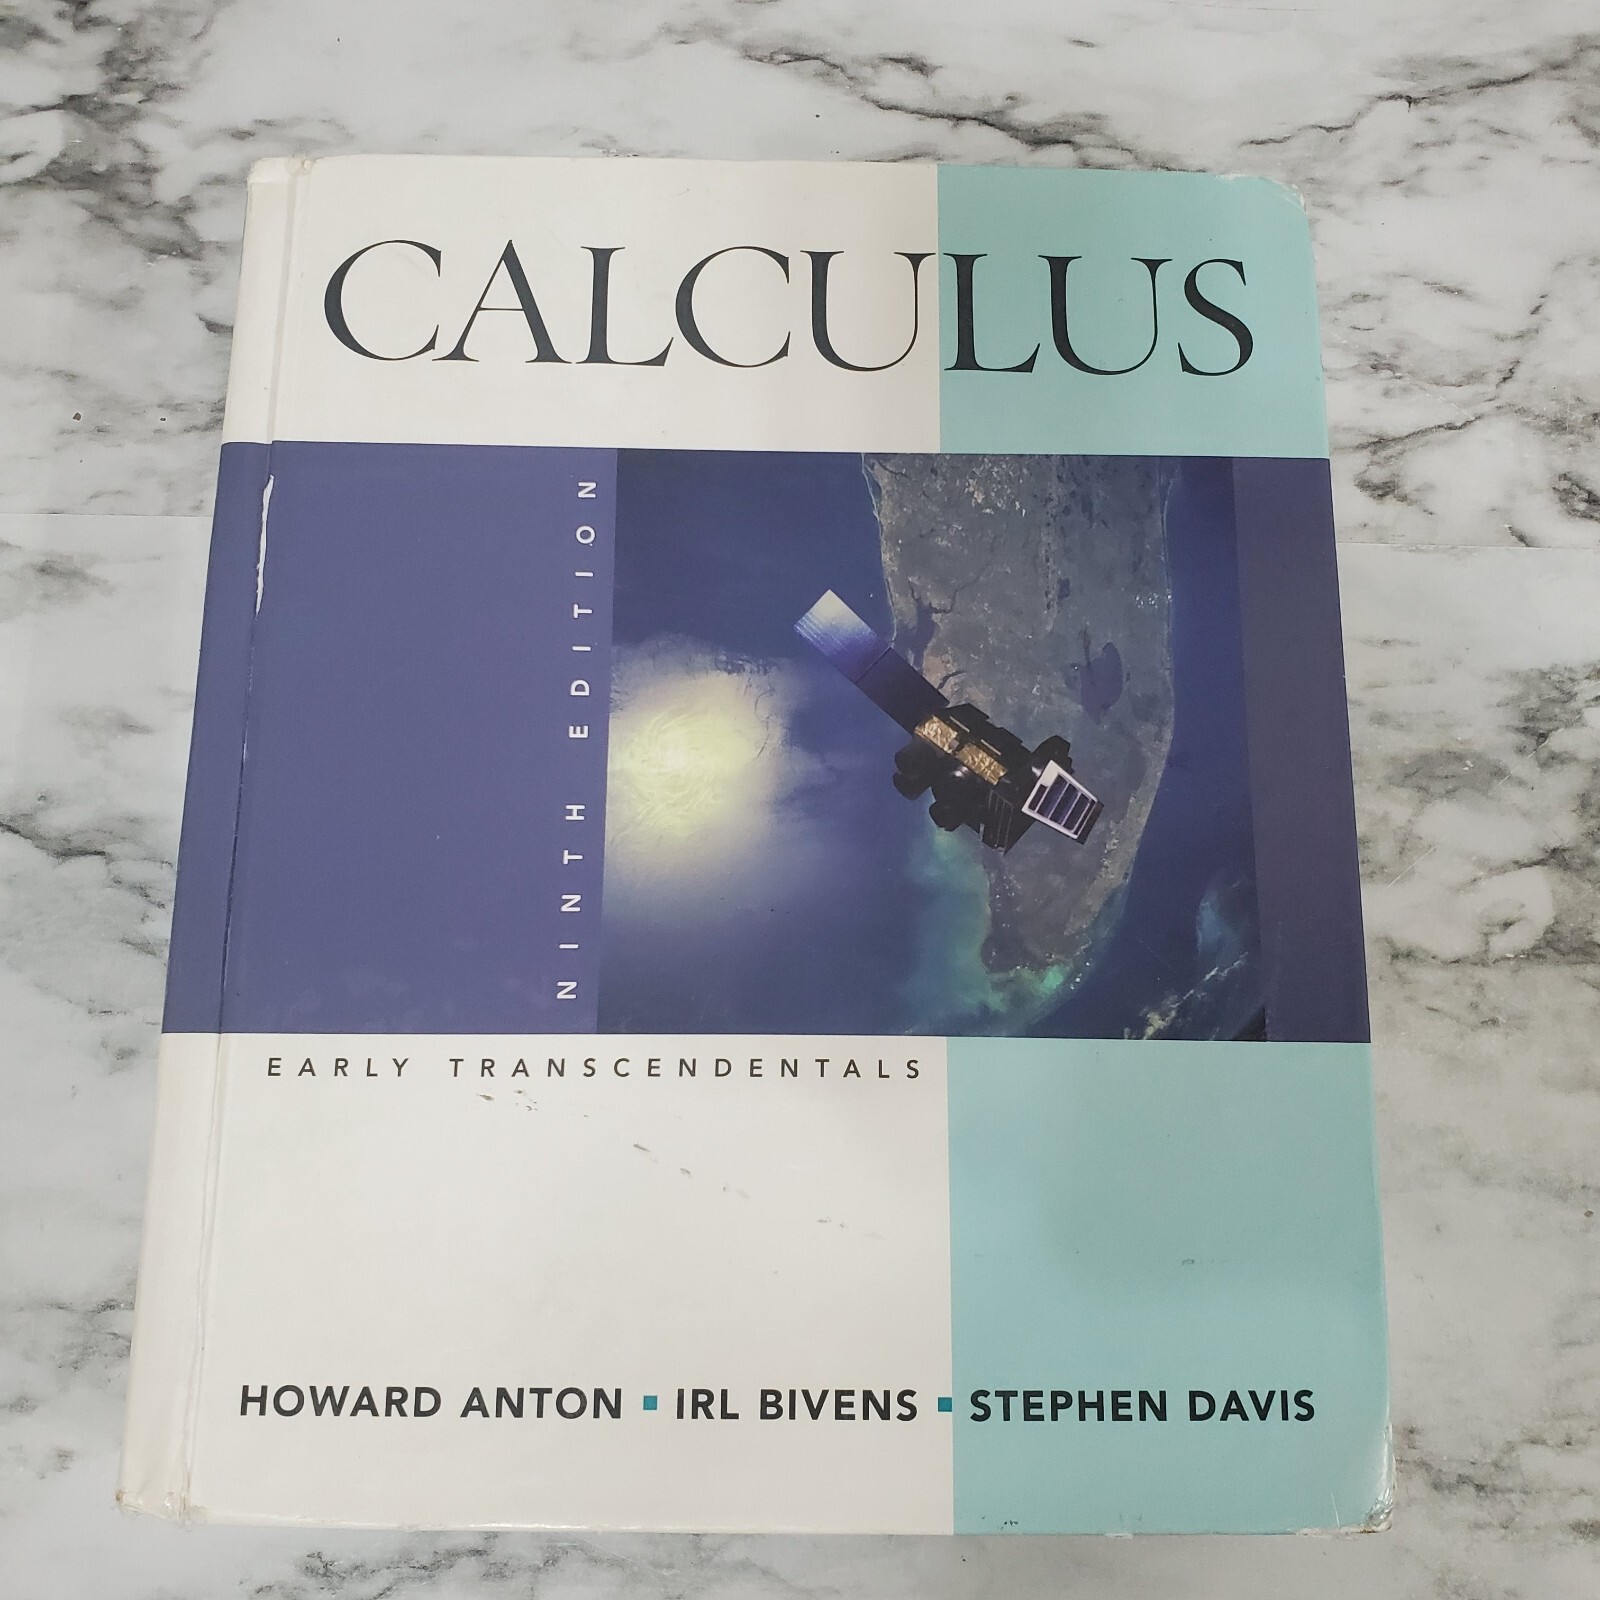 CALCULUS
NINTH EDITION
EARLY TRANSCENDENTALS
HOWARD ANTON ▪ IRL BIVENS ▪ STEPHEN DAVIS